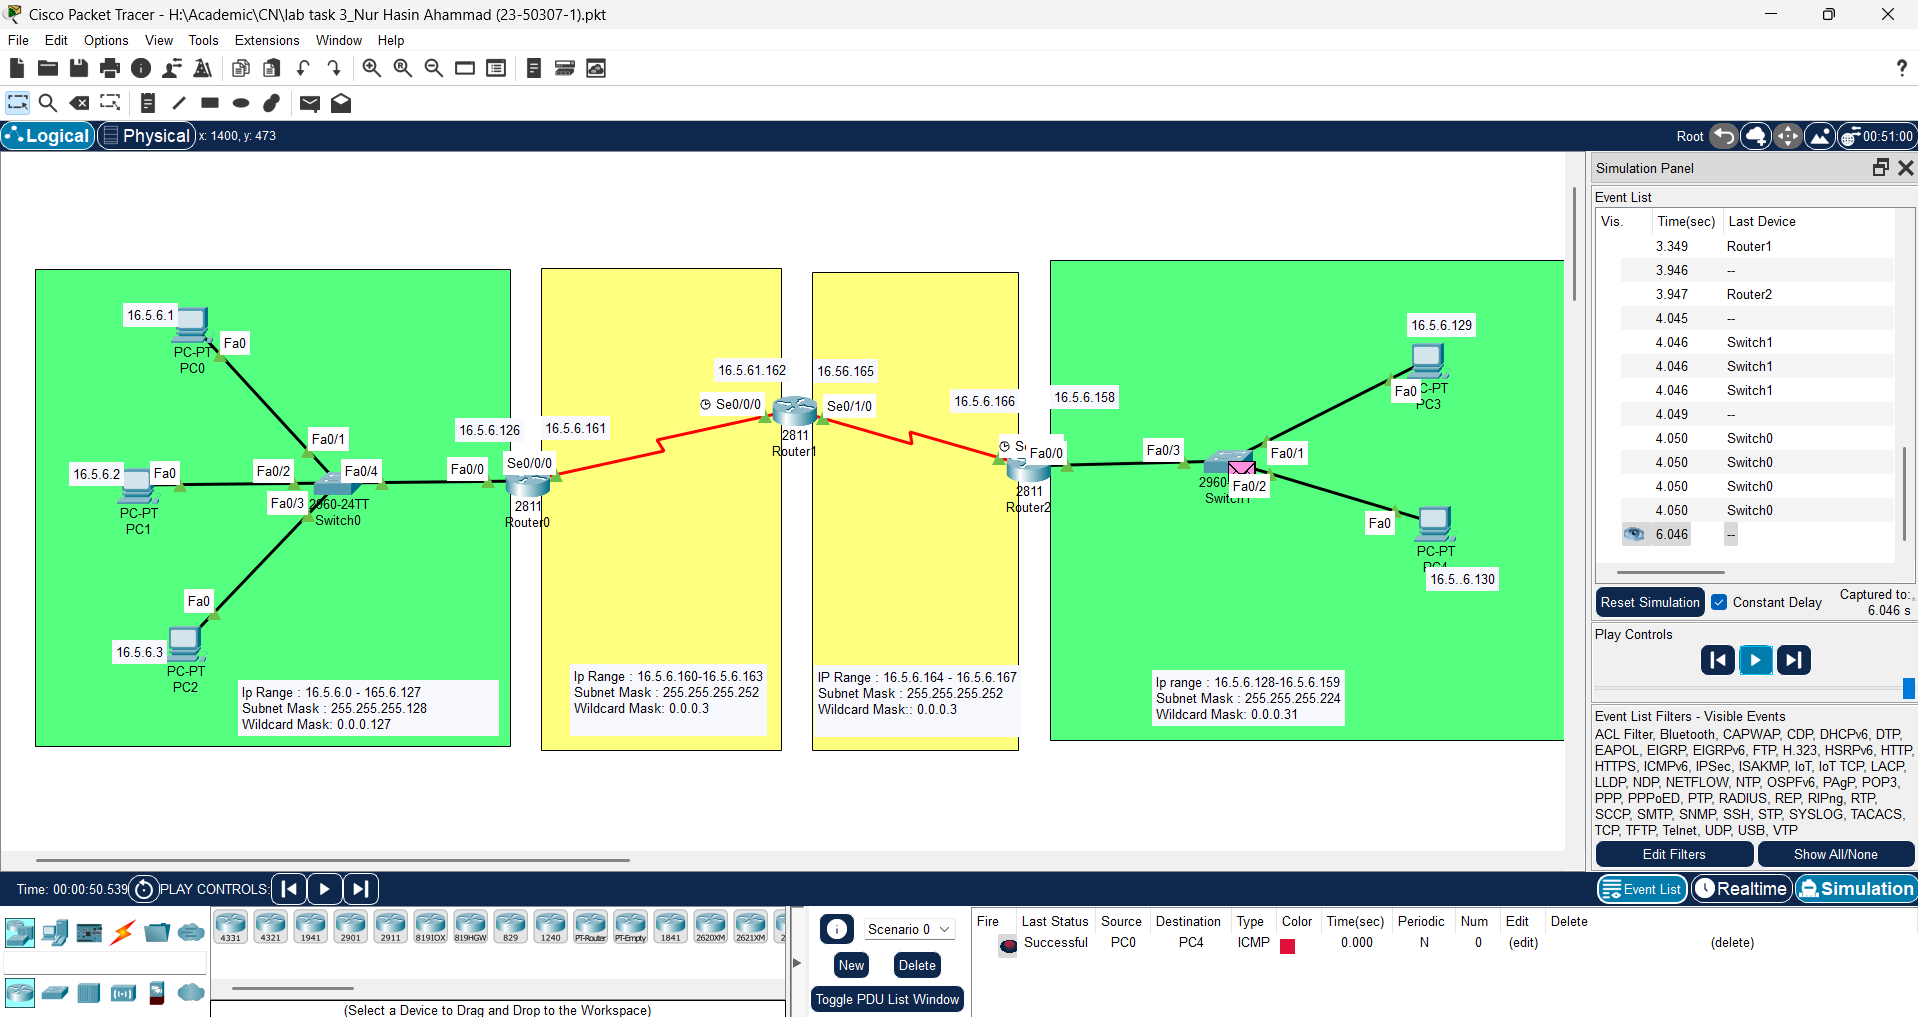 Cisco Packet Tracer - H:\Academic\CN\lab task 3_Nur Hasin Ahammad (23-50307-1).pkt
File Edit Options View Tools Extensions Window Help
?
Logical Physical x: 1400, y: 473
Root 00:51:00
16.5.6.1
Fa0
PC-PT
PC0
16.5.6.2
Fa0
PC-PT
PC1
Fa0
16.5.6.3
PC-PT
PC2
Fa0/1
Fa0/2
Fa0/4
Fa0/3
2960-24TT
Switch0
Ip Range : 16.5.6.0 - 165.6.127
Subnet Mask : 255.255.255.128
Wildcard Mask: 0.0.0.127
16.5.6.126
16.5.6.161
Fa0/0
Se0/0/0
2811
Router0
Ip Range : 16.5.6.160-16.5.6.163
Subnet Mask : 255.255.255.252
Wildcard Mask: 0.0.0.3
16.5.61.162
16.56.165
Se0/0/0
Se0/1/0
2811
Router1
IP Range : 16.5.6.164 - 16.5.6.167
Subnet Mask : 255.255.255.252
Wildcard Mask:: 0.0.0.3
16.5.6.166
16.5.6.158
Fa0/0
2811
Router2
Fa0/3
Fa0/1
Fa0/2
2960-
Switch1
16.5.6.129
Fa0
C-PT
PC3
Fa0
PC-PT
PC4
16.5..6.130
Ip range : 16.5.6.128-16.5.6.159
Subnet Mask : 255.255.255.224
Wildcard Mask: 0.0.0.31
Simulation Panel
Event List
Vis. Time(sec) Last Device
3.349 Router1
3.946 --
3.947 Router2
4.045 --
4.046 Switch1
4.046 Switch1
4.046 Switch1
4.049 --
4.050 Switch0
4.050 Switch0
4.050 Switch0
4.050 Switch0
6.046 --
Reset Simulation Constant Delay Captured to:
6.046 s
Play Controls
Event List Filters - Visible Events
ACL Filter, Bluetooth, CAPWAP, CDP, DHCPv6, DTP,
EAPOL, EIGRP, EIGRPv6, FTP, H.323, HSRPv6, HTTP,
HTTPS, ICMPv6, IPSec, ISAKMP, IoT, IoT TCP, LACP,
LLDP, NDP, NETFLOW, NTP, OSPFv6, PAgP, POP3,
PPP, PPPoED, PTP, RADIUS, REP, RIPng, RTP,
SCCP, SMTP, SNMP, SSH, STP, SYSLOG, TACACS,
TCP, TFTP, Telnet, UDP, USB, VTP
Edit Filters Show All/None
Time: 00:00:50.539 PLAY CONTROLS:
Event List Realtime Simulation
4331 4321 1941 2901 2911 819IOX 819HGW 829 1240 PT-Router PT-Empty 1841 2620XM 2621XM
(Select a Device to Drag and Drop to the Workspace)
Scenario 0
New Delete
Toggle PDU List Window
Fire Last Status Source Destination Type Color Time(sec) Periodic Num Edit Delete
Successful PC0 PC4 ICMP 0.000 N 0 (edit) (delete)